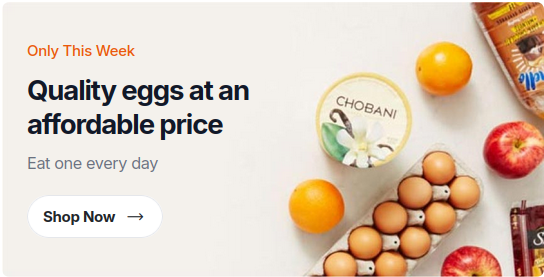 Only This Week
Quality eggs at an
affordable price
Eat one every day
Shop Now →
CHOBANI